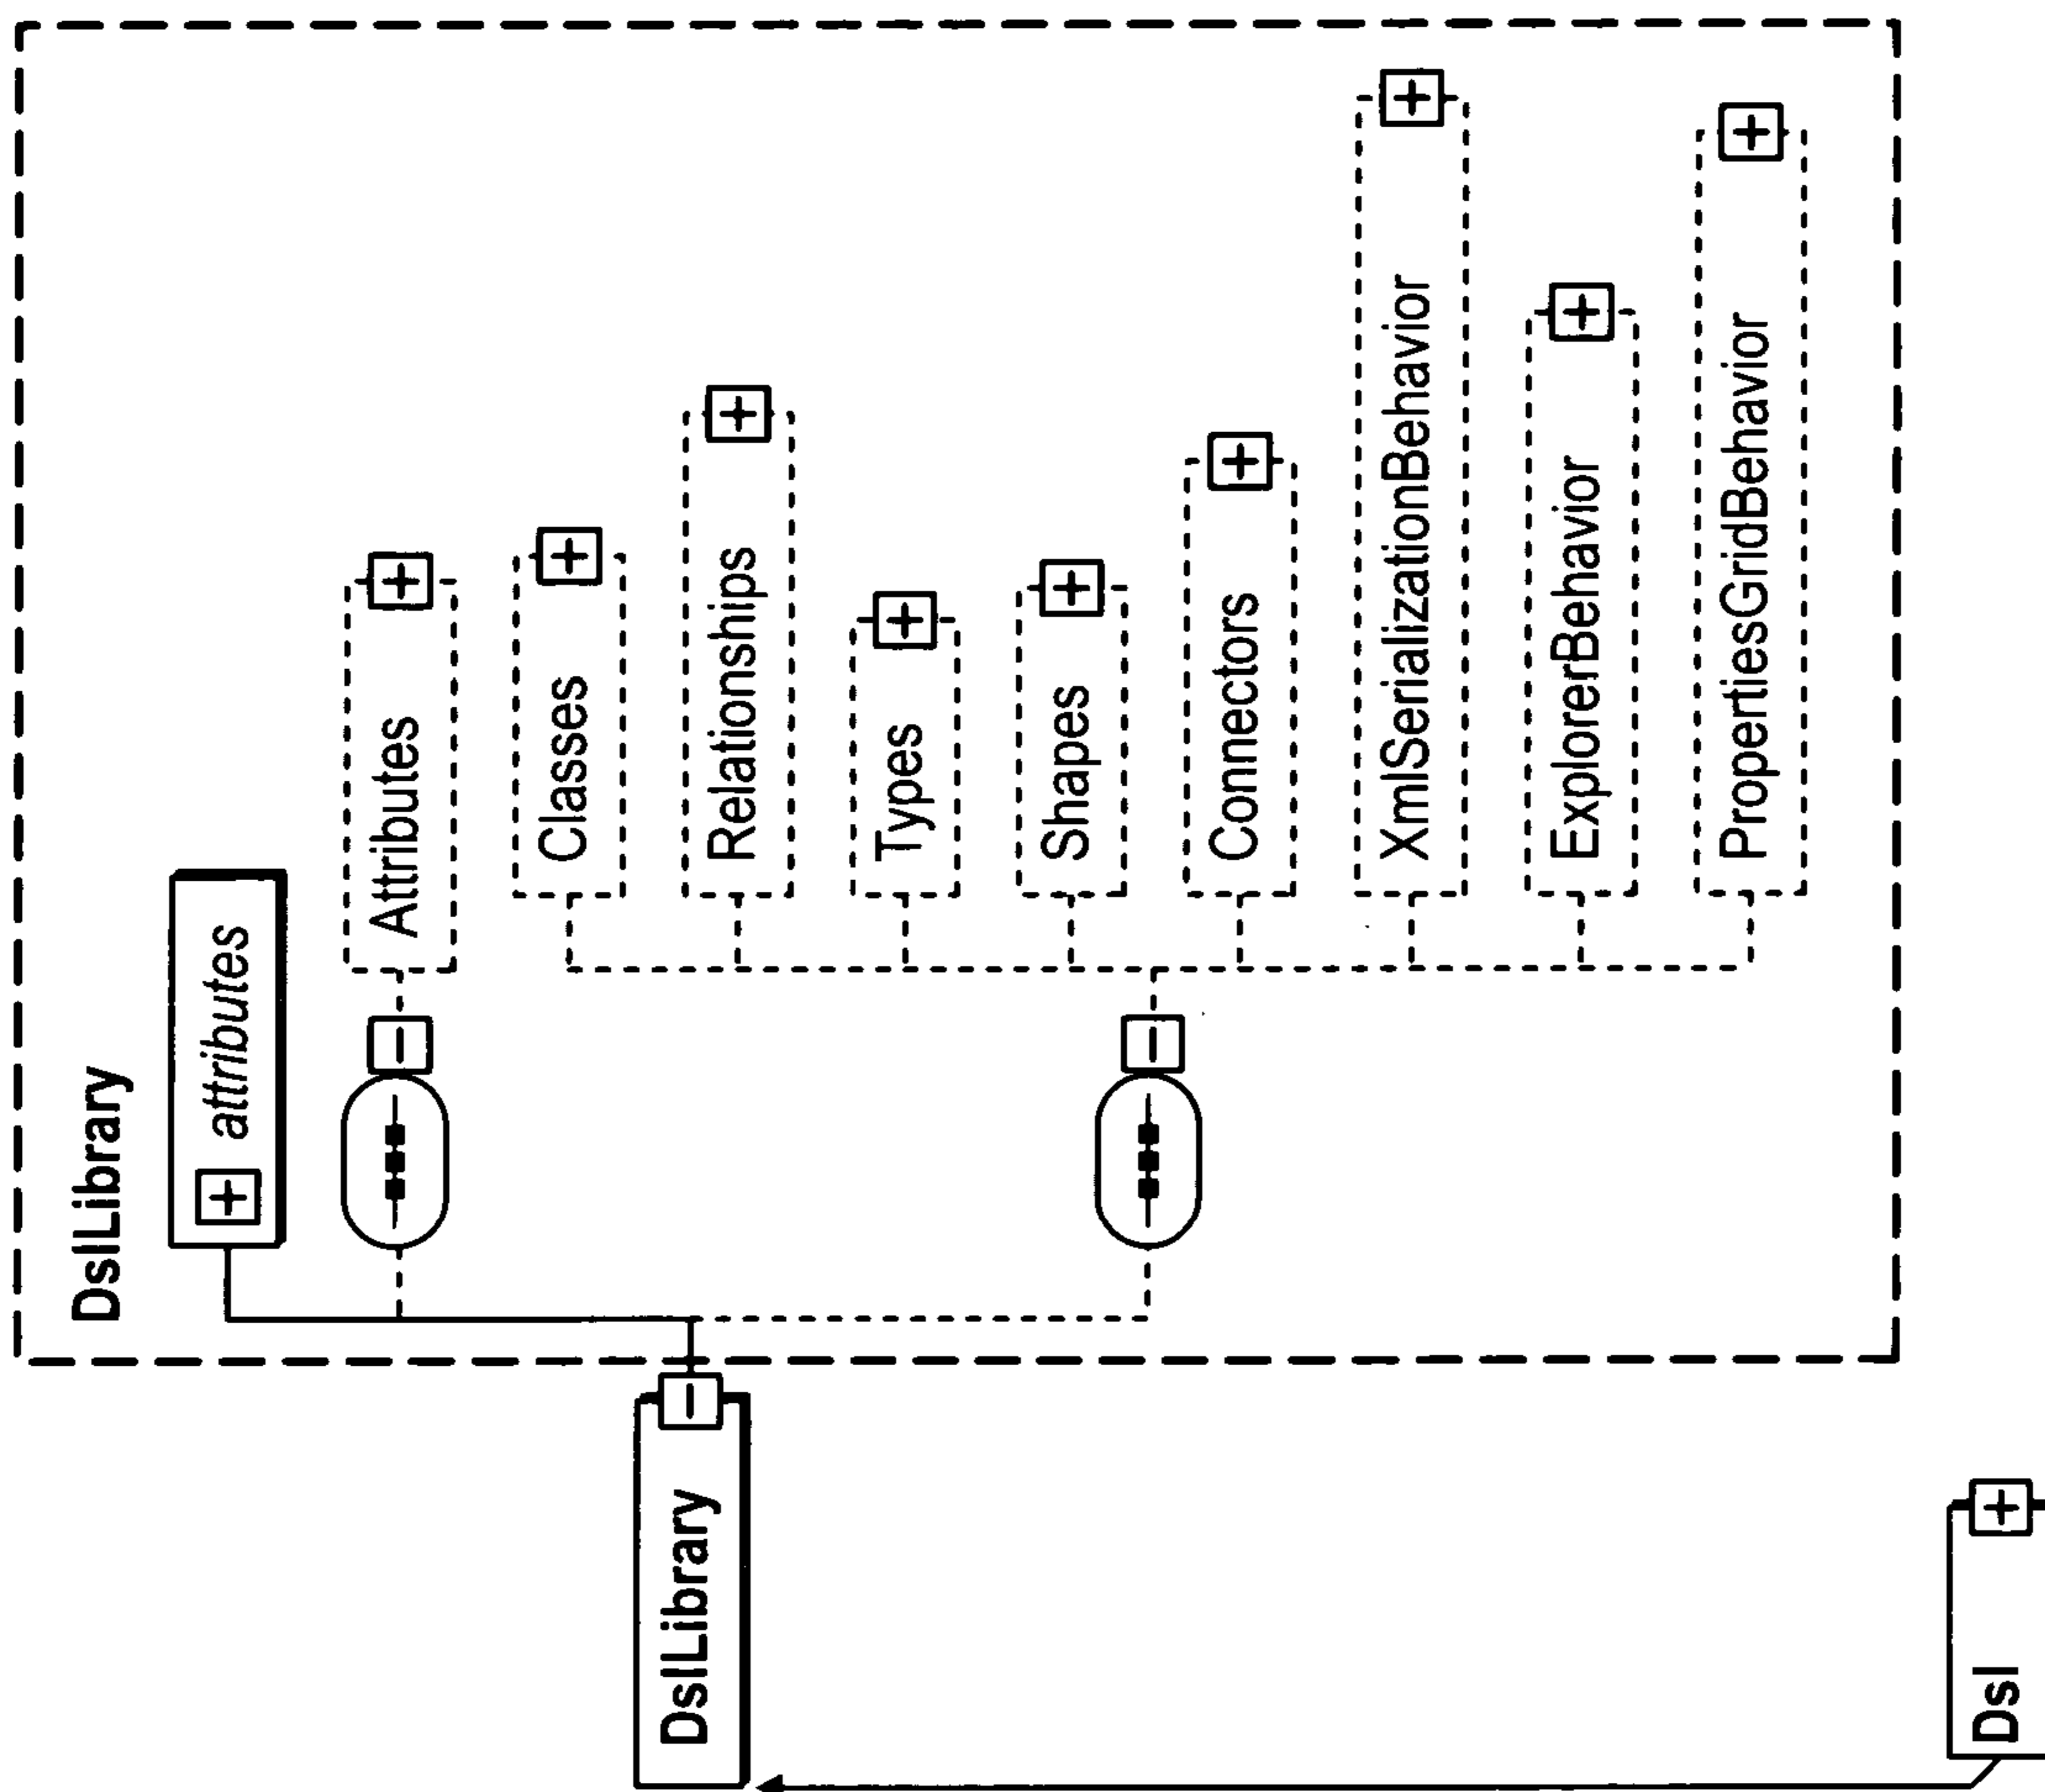 DslLibrary
attributes
Attributes
DslLibrary
Classes
Relationships
Types
Shapes
Connectors
XmlSerializationBehavior
ExplorerBehavior
PropertiesGridBehavior
Dsl